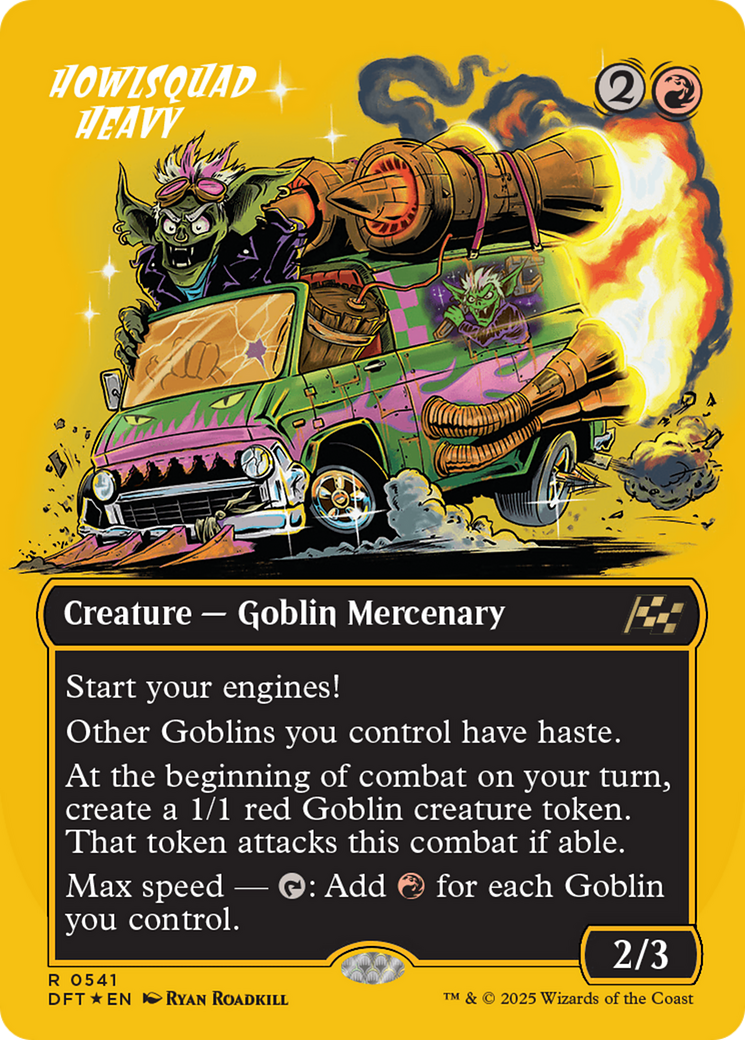 HOWLSQUAD
HEAVY
2
Creature — Goblin Mercenary
Start your engines!
Other Goblins you control have haste.
At the beginning of combat on your turn,
create a 1/1 red Goblin creature token.
That token attacks this combat if able.
Max speed — : Add for each Goblin
you control.
2/3
R 0541
DFT★EN RYAN ROADKILL
™ & © 2025 Wizards of the Coast